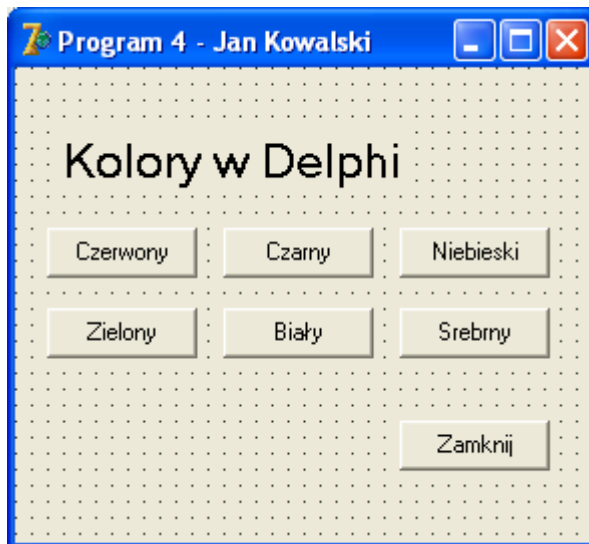 Program 4 - Jan Kowalski
Kolory w Delphi
Czerwony Czarny Niebieski
Zielony Biały Srebrny
Zamknij